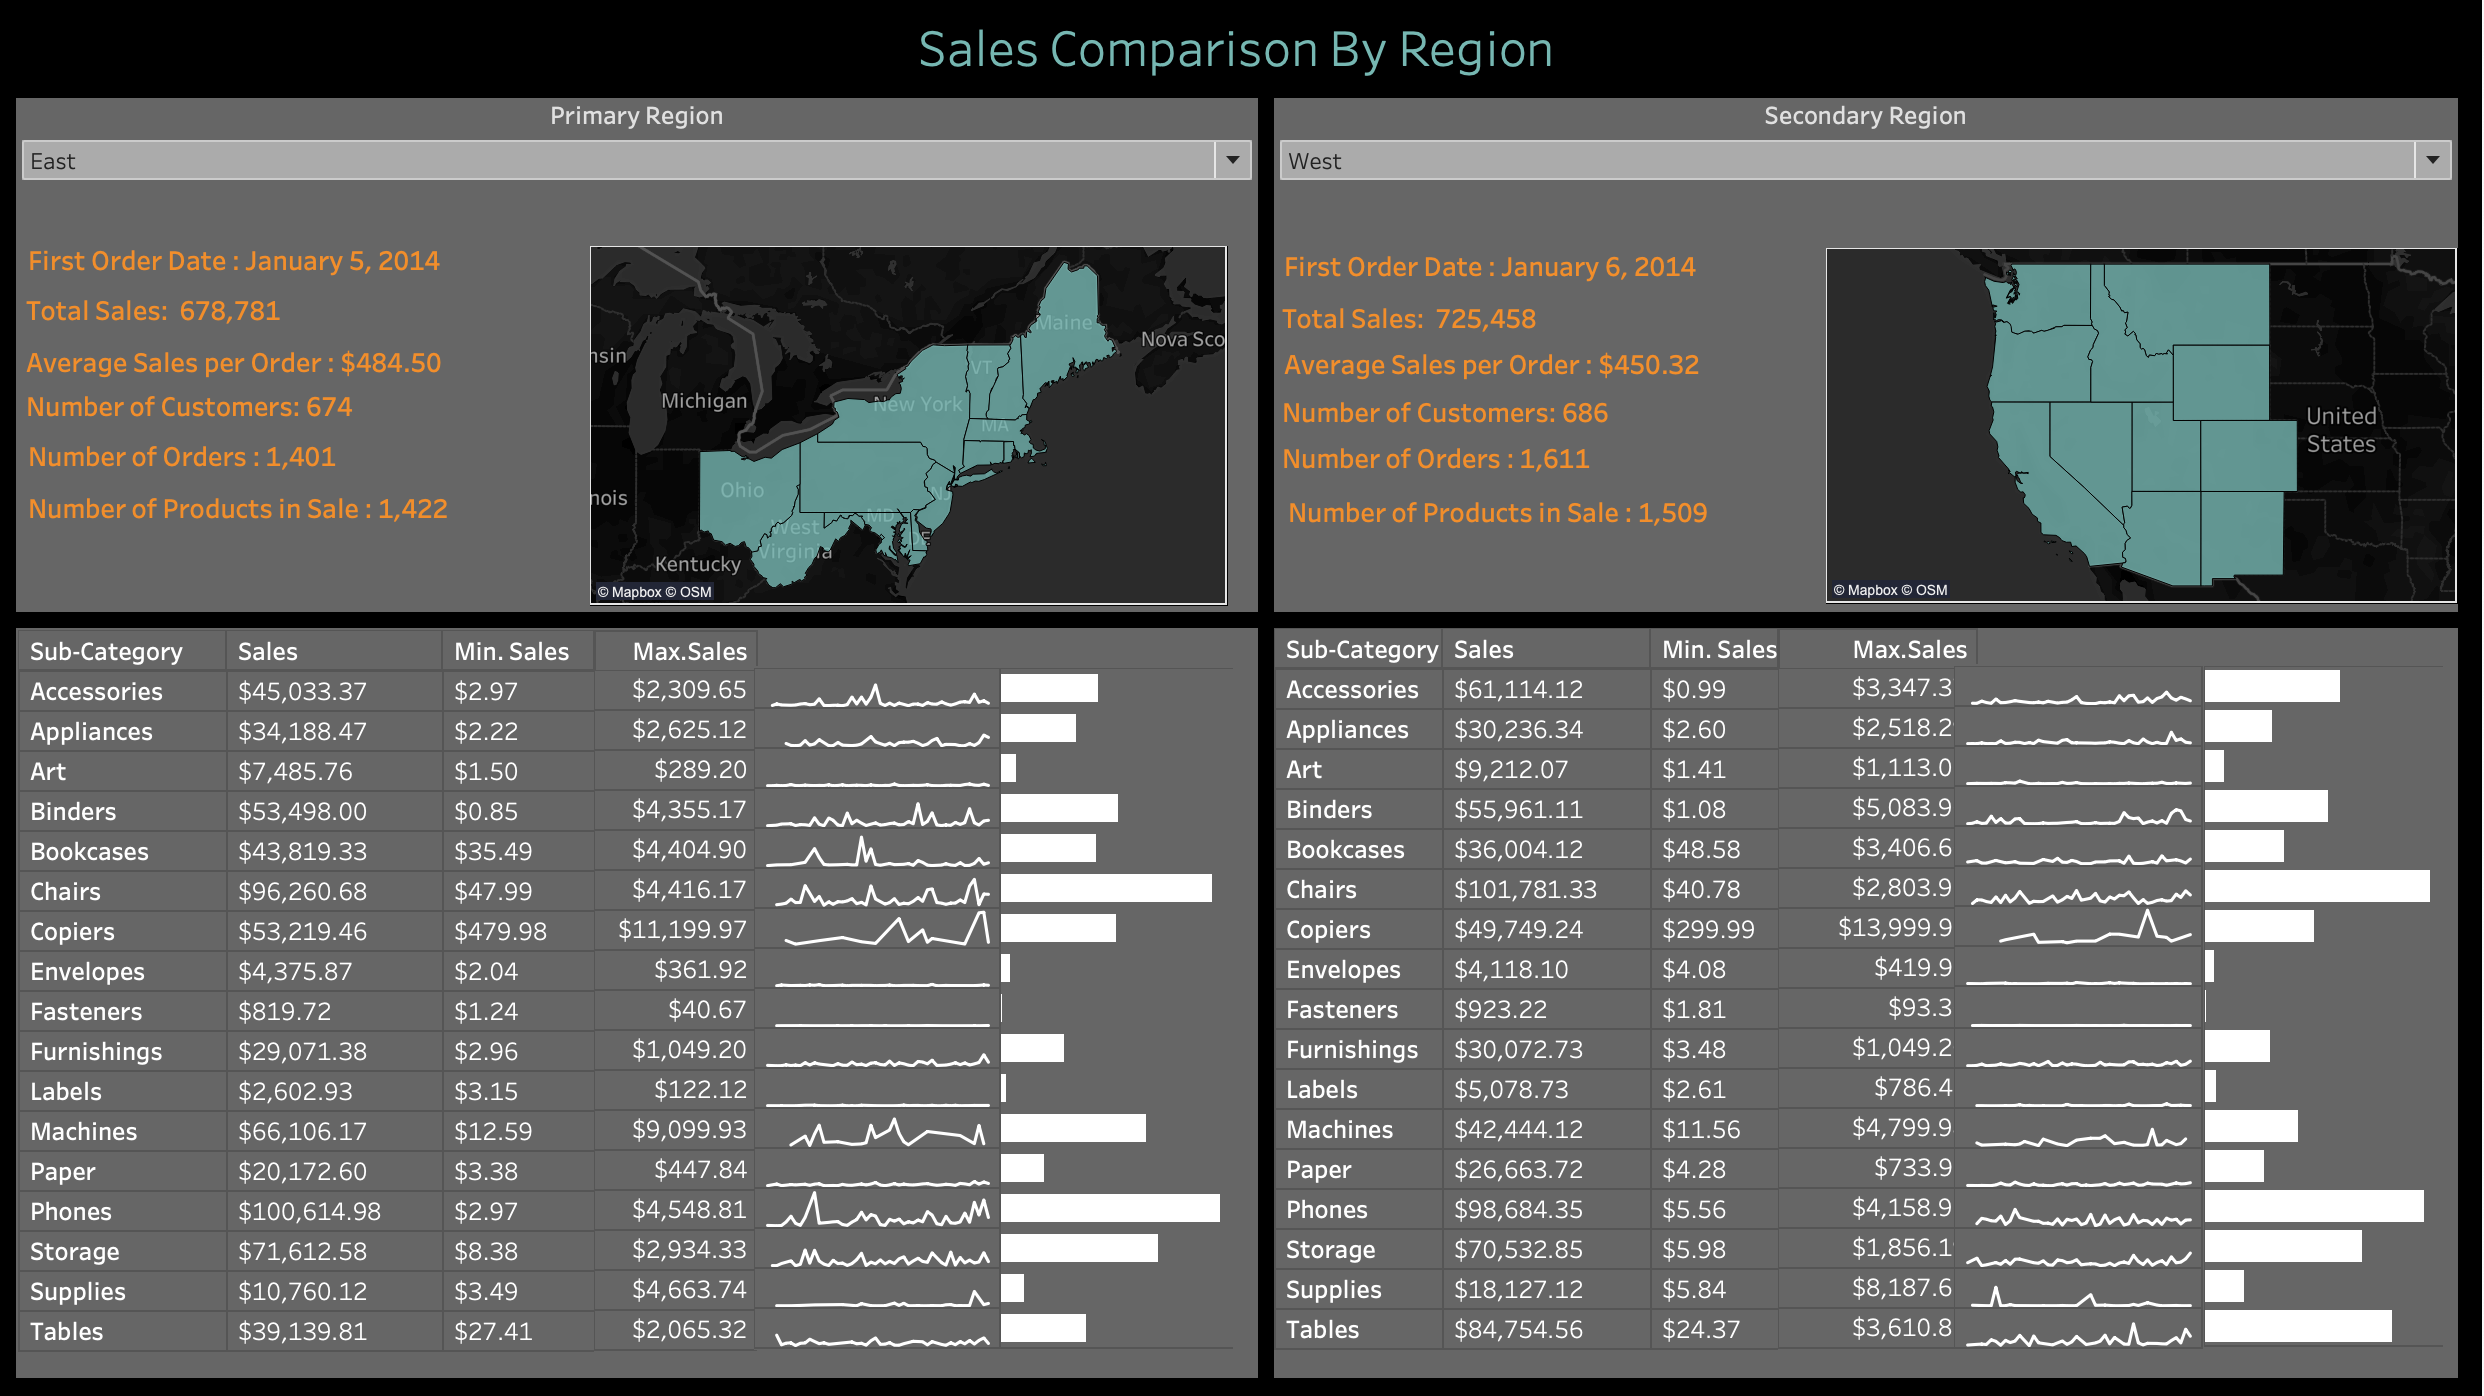 Sales Comparison By Region
Primary Region
East
First Order Date : January 5, 2014
Total Sales: 678,781
Average Sales per Order : $484.50
Number of Customers: 674
Number of Orders : 1,401
Number of Products in Sale : 1,422
Maine
Nova Sco
nsin
VT
Michigan
New York
MA
Ohio
NJ
nois
MD
West
Virginia
DE
Kentucky
© Mapbox © OSM
Secondary Region
West
First Order Date : January 6, 2014
Total Sales: 725,458
Average Sales per Order : $450.32
Number of Customers: 686
Number of Orders : 1,611
Number of Products in Sale : 1,509
United
States
© Mapbox © OSM
Sub-Category Sales Min. Sales Max.Sales
Accessories $45,033.37 $2.97 $2,309.65
Appliances $34,188.47 $2.22 $2,625.12
Art $7,485.76 $1.50 $289.20
Binders $53,498.00 $0.85 $4,355.17
Bookcases $43,819.33 $35.49 $4,404.90
Chairs $96,260.68 $47.99 $4,416.17
Copiers $53,219.46 $479.98 $11,199.97
Envelopes $4,375.87 $2.04 $361.92
Fasteners $819.72 $1.24 $40.67
Furnishings $29,071.38 $2.96 $1,049.20
Labels $2,602.93 $3.15 $122.12
Machines $66,106.17 $12.59 $9,099.93
Paper $20,172.60 $3.38 $447.84
Phones $100,614.98 $2.97 $4,548.81
Storage $71,612.58 $8.38 $2,934.33
Supplies $10,760.12 $3.49 $4,663.74
Tables $39,139.81 $27.41 $2,065.32
Sub-Category Sales Min. Sales Max.Sales
Accessories $61,114.12 $0.99 $3,347.3
Appliances $30,236.34 $2.60 $2,518.2
Art $9,212.07 $1.41 $1,113.0
Binders $55,961.11 $1.08 $5,083.9
Bookcases $36,004.12 $48.58 $3,406.6
Chairs $101,781.33 $40.78 $2,803.9
Copiers $49,749.24 $299.99 $13,999.9
Envelopes $4,118.10 $4.08 $419.9
Fasteners $923.22 $1.81 $93.3
Furnishings $30,072.73 $3.48 $1,049.2
Labels $5,078.73 $2.61 $786.4
Machines $42,444.12 $11.56 $4,799.9
Paper $26,663.72 $4.28 $733.9
Phones $98,684.35 $5.56 $4,158.9
Storage $70,532.85 $5.98 $1,856.1
Supplies $18,127.12 $5.84 $8,187.6
Tables $84,754.56 $24.37 $3,610.8